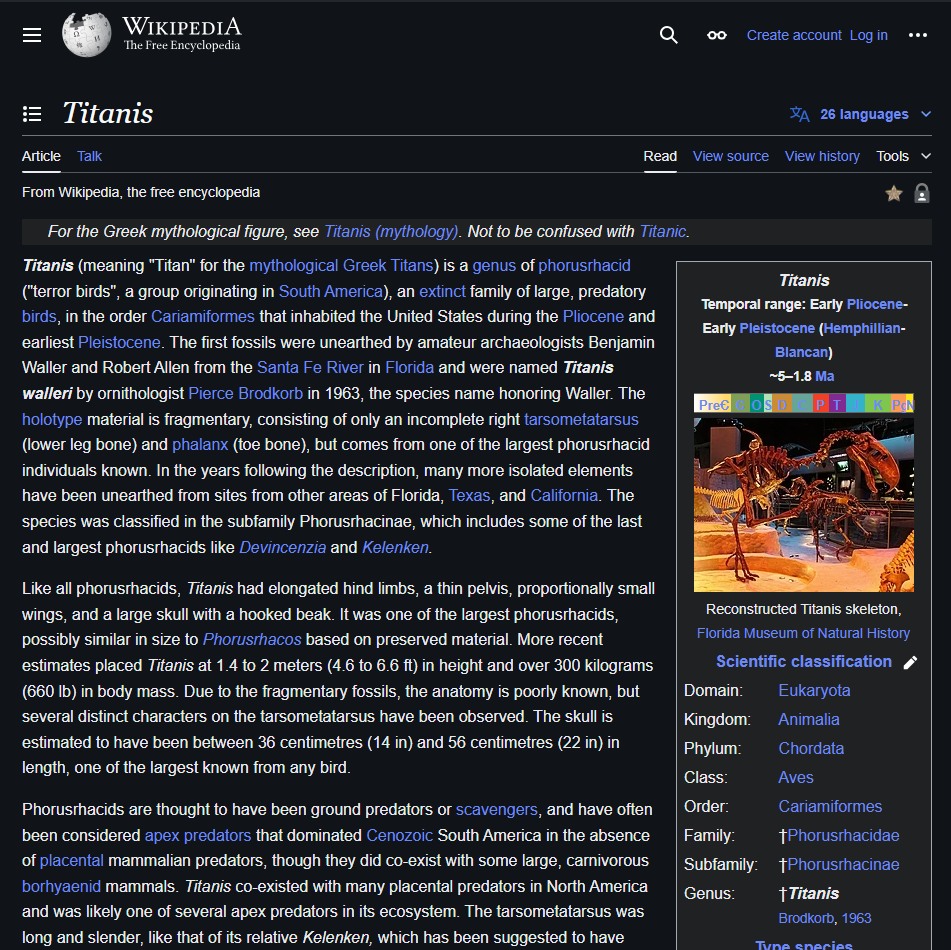 WIKIPEDIA
The Free Encyclopedia
Create account Log in
Titanis
26 languages
Article Talk
Read View source View history Tools
From Wikipedia, the free encyclopedia
For the Greek mythological figure, see Titanis (mythology). Not to be confused with Titanic.
Titanis (meaning "Titan" for the mythological Greek Titans) is a genus of phorusrhacid
("terror birds", a group originating in South America), an extinct family of large, predatory
birds, in the order Cariamiformes that inhabited the United States during the Pliocene and
earliest Pleistocene. The first fossils were unearthed by amateur archaeologists Benjamin
Waller and Robert Allen from the Santa Fe River in Florida and were named Titanis
walleri by ornithologist Pierce Brodkorb in 1963, the species name honoring Waller. The
holotype material is fragmentary, consisting of only an incomplete right tarsometatarsus
(lower leg bone) and phalanx (toe bone), but comes from one of the largest phorusrhacid
individuals known. In the years following the description, many more isolated elements
have been unearthed from sites from other areas of Florida, Texas, and California. The
species was classified in the subfamily Phorusrhacinae, which includes some of the last
and largest phorusrhacids like Devincenzia and Kelenken.
Like all phorusrhacids, Titanis had elongated hind limbs, a thin pelvis, proportionally small
wings, and a large skull with a hooked beak. It was one of the largest phorusrhacids,
possibly similar in size to Phorusrhacos based on preserved material. More recent
estimates placed Titanis at 1.4 to 2 meters (4.6 to 6.6 ft) in height and over 300 kilograms
(660 lb) in body mass. Due to the fragmentary fossils, the anatomy is poorly known, but
several distinct characters on the tarsometatarsus have been observed. The skull is
estimated to have been between 36 centimetres (14 in) and 56 centimetres (22 in) in
length, one of the largest known from any bird.
Phorusrhacids are thought to have been ground predators or scavengers, and have often
been considered apex predators that dominated Cenozoic South America in the absence
of placental mammalian predators, though they did co-exist with some large, carnivorous
borhyaenid mammals. Titanis co-existed with many placental predators in North America
and was likely one of several apex predators in its ecosystem. The tarsometatarsus was
long and slender, like that of its relative Kelenken, which has been suggested to have
Titanis
Temporal range: Early Pliocene-
Early Pleistocene (Hemphillian-
Blancan)
~5–1.8 Ma
PreꞒ Ꞓ O S D C P T J K Pg N
Reconstructed Titanis skeleton,
Florida Museum of Natural History
Scientific classification
Domain: Eukaryota
Kingdom: Animalia
Phylum: Chordata
Class: Aves
Order: Cariamiformes
Family: †Phorusrhacidae
Subfamily: †Phorusrhacinae
Genus: †Titanis
Brodkorb, 1963
Type species